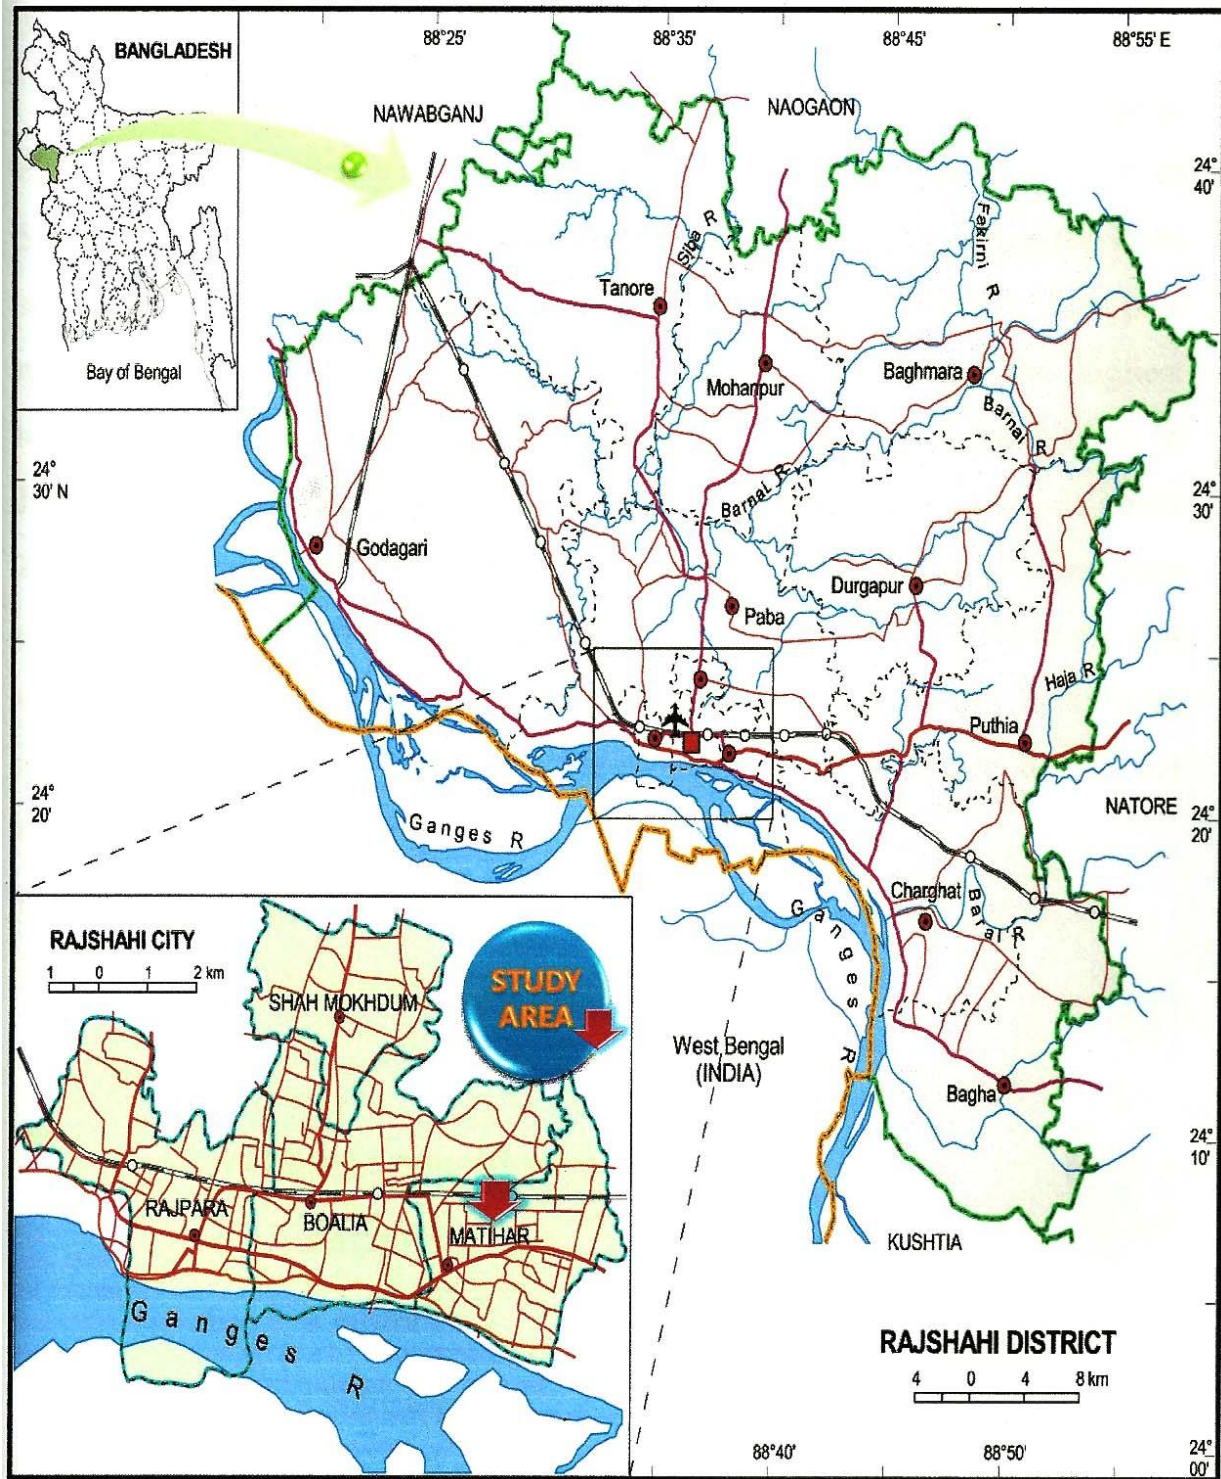 88°25'
88°35'
88°45'
88°55' E
BANGLADESH
Bay of Bengal
NAWABGANJ
NAOGAON
24°
40'
Siba R
Fakirni R
Tanore
Mohanpur
Baghmara
Barnai R
24°
30' N
Barnai R
24°
30'
Godagari
Durgapur
Paba
Haja R
Puthia
24°
20'
Ganges R
NATORE
24°
20'
Charghat
Baral R
Ganges R
West Bengal
(INDIA)
Bagha
24°
10'
KUSHTIA
RAJSHAHI CITY
1 0 1 2 km
STUDY
AREA
SHAH MOKHDUM
RAJPARA
BOALIA
MATIHAR
Ganges R
RAJSHAHI DISTRICT
4 0 4 8 km
88°40'
88°50'
24°
00'